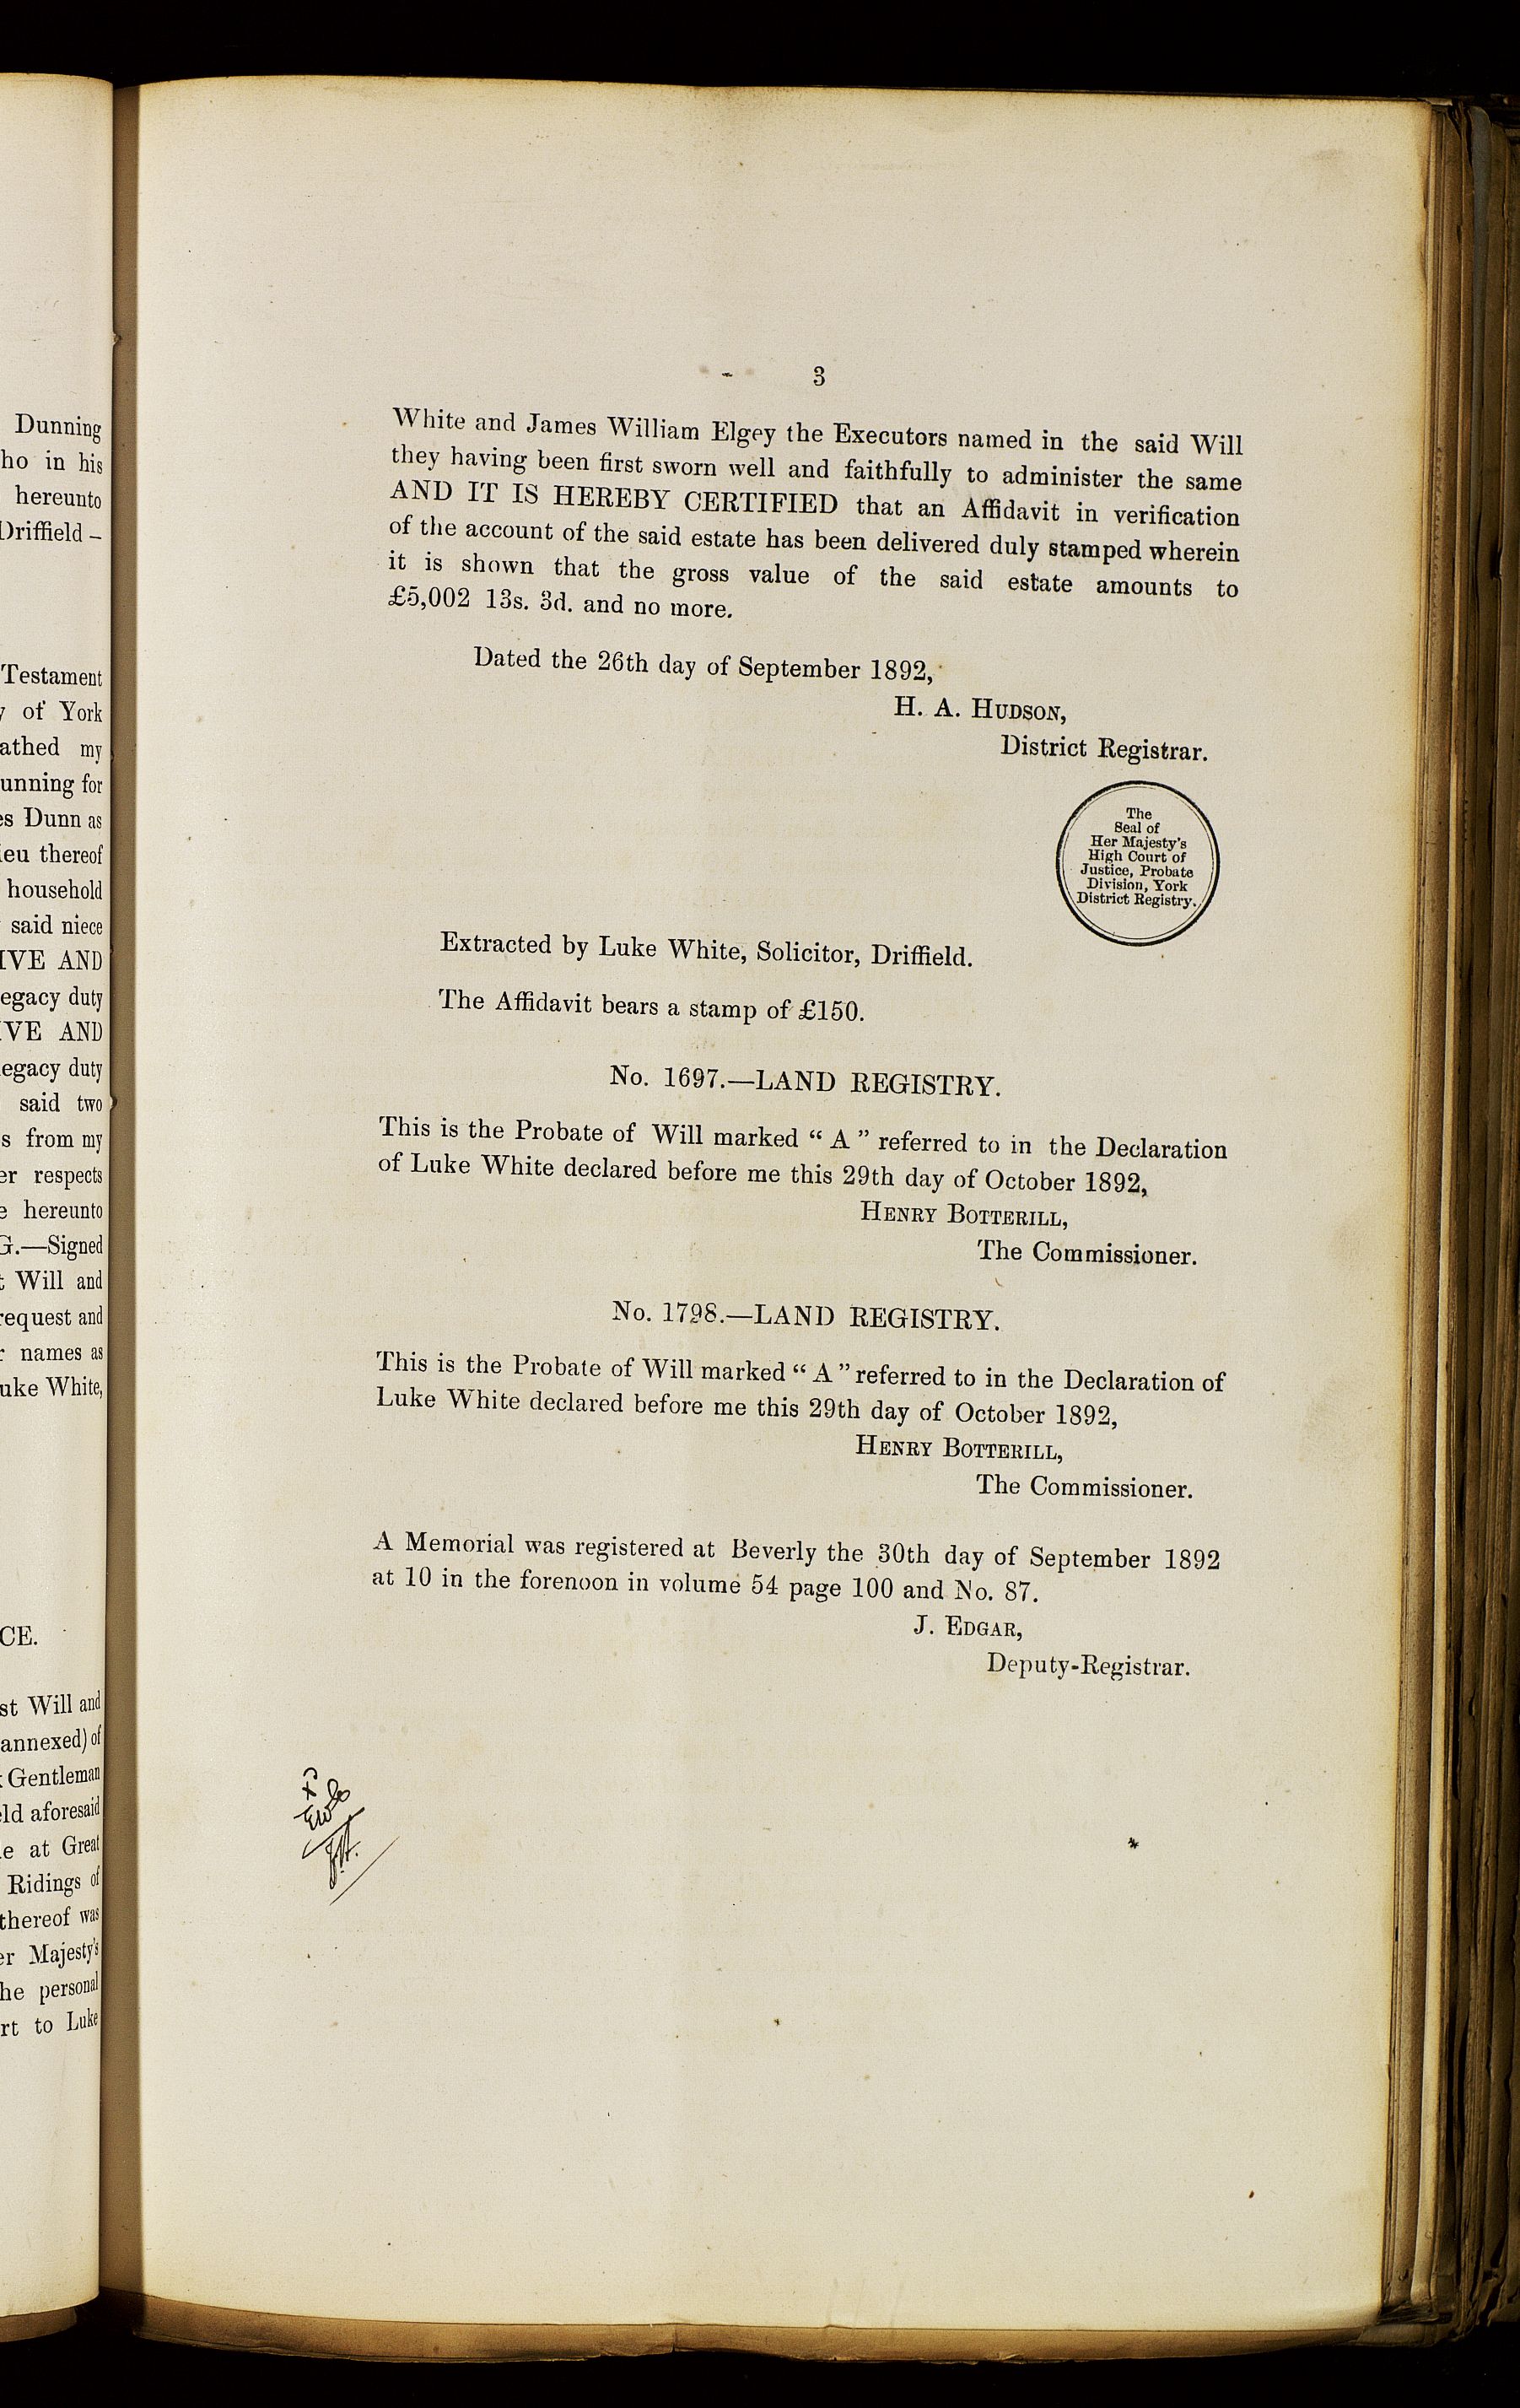 Dunning
ho in his
hereunto
Driffield –
Testament
of York
athed my
unning for
es Dunn as
ieu thereof
household
said niece
IVE AND
egacy duty
IVE AND
egacy duty
said two
s from my
er respects
e hereunto
G.—Signed
t Will and
request and
r names as
uke White,
CE.
st Will and
annexed) of
Gentleman
ld aforesaid
e at Great
Ridings of
thereof was
er Majesty's
he personal
rt to Luke
3
White and James William Elgey the Executors named in the said Will
they having been first sworn well and faithfully to administer the same
AND IT IS HEREBY CERTIFIED that an Affidavit in verification
of the account of the said estate has been delivered duly stamped wherein
it is shown that the gross value of the said estate amounts to
£5,002 13s. 3d. and no more.
Dated the 26th day of September 1892,
H. A. HUDSON,
District Registrar.
The
Seal of
Her Majesty's
High Court of
Justice, Probate
Division, York
District Registry.
Extracted by Luke White, Solicitor, Driffield.
The Affidavit bears a stamp of £150.
No. 1697.—LAND REGISTRY.
This is the Probate of Will marked “ A ” referred to in the Declaration
of Luke White declared before me this 29th day of October 1892,
HENRY BOTTERILL,
The Commissioner.
No. 1798.—LAND REGISTRY.
This is the Probate of Will marked “ A ” referred to in the Declaration of
Luke White declared before me this 29th day of October 1892,
HENRY BOTTERILL,
The Commissioner.
A Memorial was registered at Beverly the 30th day of September 1892
at 10 in the forenoon in volume 54 page 100 and No. 87.
J. EDGAR,
Deputy-Registrar.